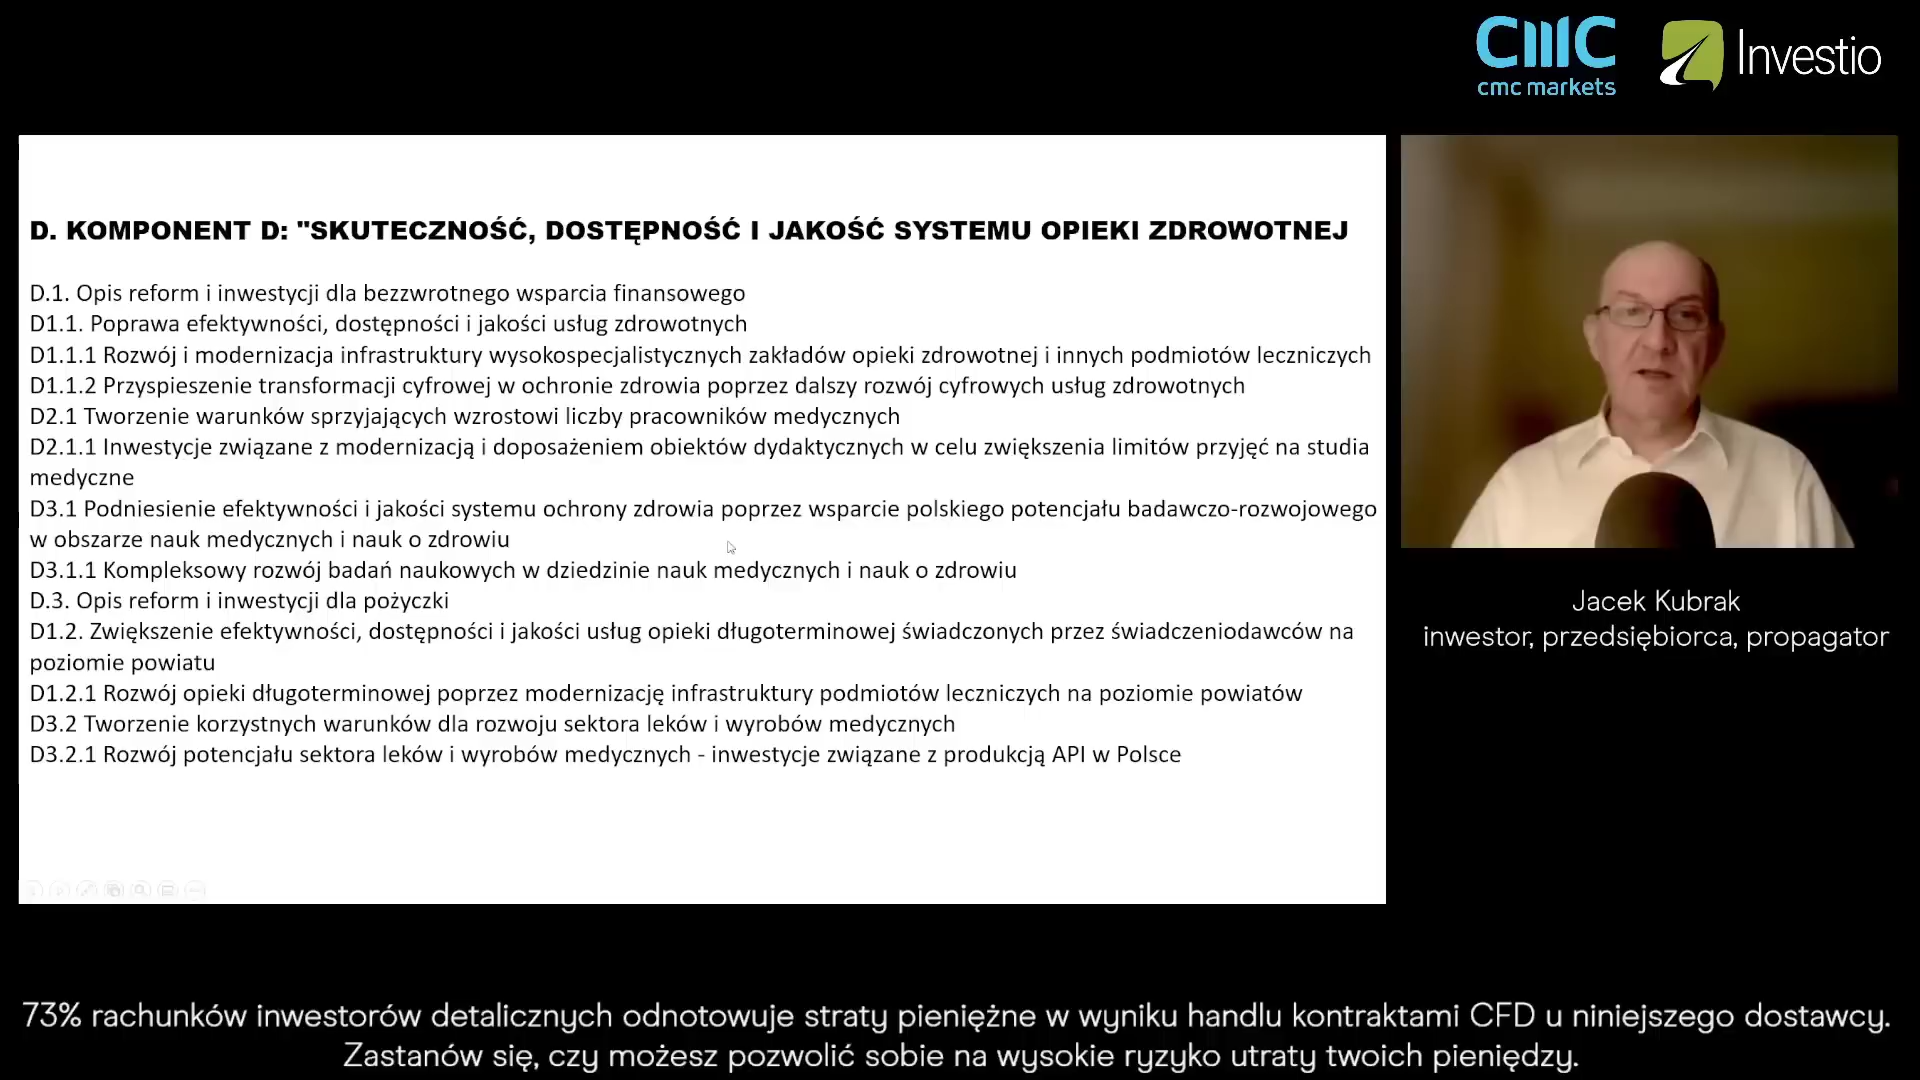 CMC
cmc markets
Investio
D. KOMPONENT D: "SKUTECZNOŚĆ, DOSTĘPNOŚĆ I JAKOŚĆ SYSTEMU OPIEKI ZDROWOTNEJ
D.1. Opis reform i inwestycji dla bezzwrotnego wsparcia finansowego
D1.1. Poprawa efektywności, dostępności i jakości usług zdrowotnych
D1.1.1 Rozwój i modernizacja infrastruktury wysokospecjalistycznych zakładów opieki zdrowotnej i innych podmiotów leczniczych
D1.1.2 Przyspieszenie transformacji cyfrowej w ochronie zdrowia poprzez dalszy rozwój cyfrowych usług zdrowotnych
D2.1 Tworzenie warunków sprzyjających wzrostowi liczby pracowników medycznych
D2.1.1 Inwestycje związane z modernizacją i doposażeniem obiektów dydaktycznych w celu zwiększenia limitów przyjęć na studia
medyczne
D3.1 Podniesienie efektywności i jakości systemu ochrony zdrowia poprzez wsparcie polskiego potencjału badawczo-rozwojowego
w obszarze nauk medycznych i nauk o zdrowiu
D3.1.1 Kompleksowy rozwój badań naukowych w dziedzinie nauk medycznych i nauk o zdrowiu
D.3. Opis reform i inwestycji dla pożyczki
D1.2. Zwiększenie efektywności, dostępności i jakości usług opieki długoterminowej świadczonych przez świadczeniodawców na
poziomie powiatu
D1.2.1 Rozwój opieki długoterminowej poprzez modernizację infrastruktury podmiotów leczniczych na poziomie powiatów
D3.2 Tworzenie korzystnych warunków dla rozwoju sektora leków i wyrobów medycznych
D3.2.1 Rozwój potencjału sektora leków i wyrobów medycznych - inwestycje związane z produkcją API w Polsce
Jacek Kubrak
inwestor, przedsiębiorca, propagator
73% rachunków inwestorów detalicznych odnotowuje straty pieniężne w wyniku handlu kontraktami CFD u niniejszego dostawcy.
Zastanów się, czy możesz pozwolić sobie na wysokie ryzyko utraty twoich pieniędzy.